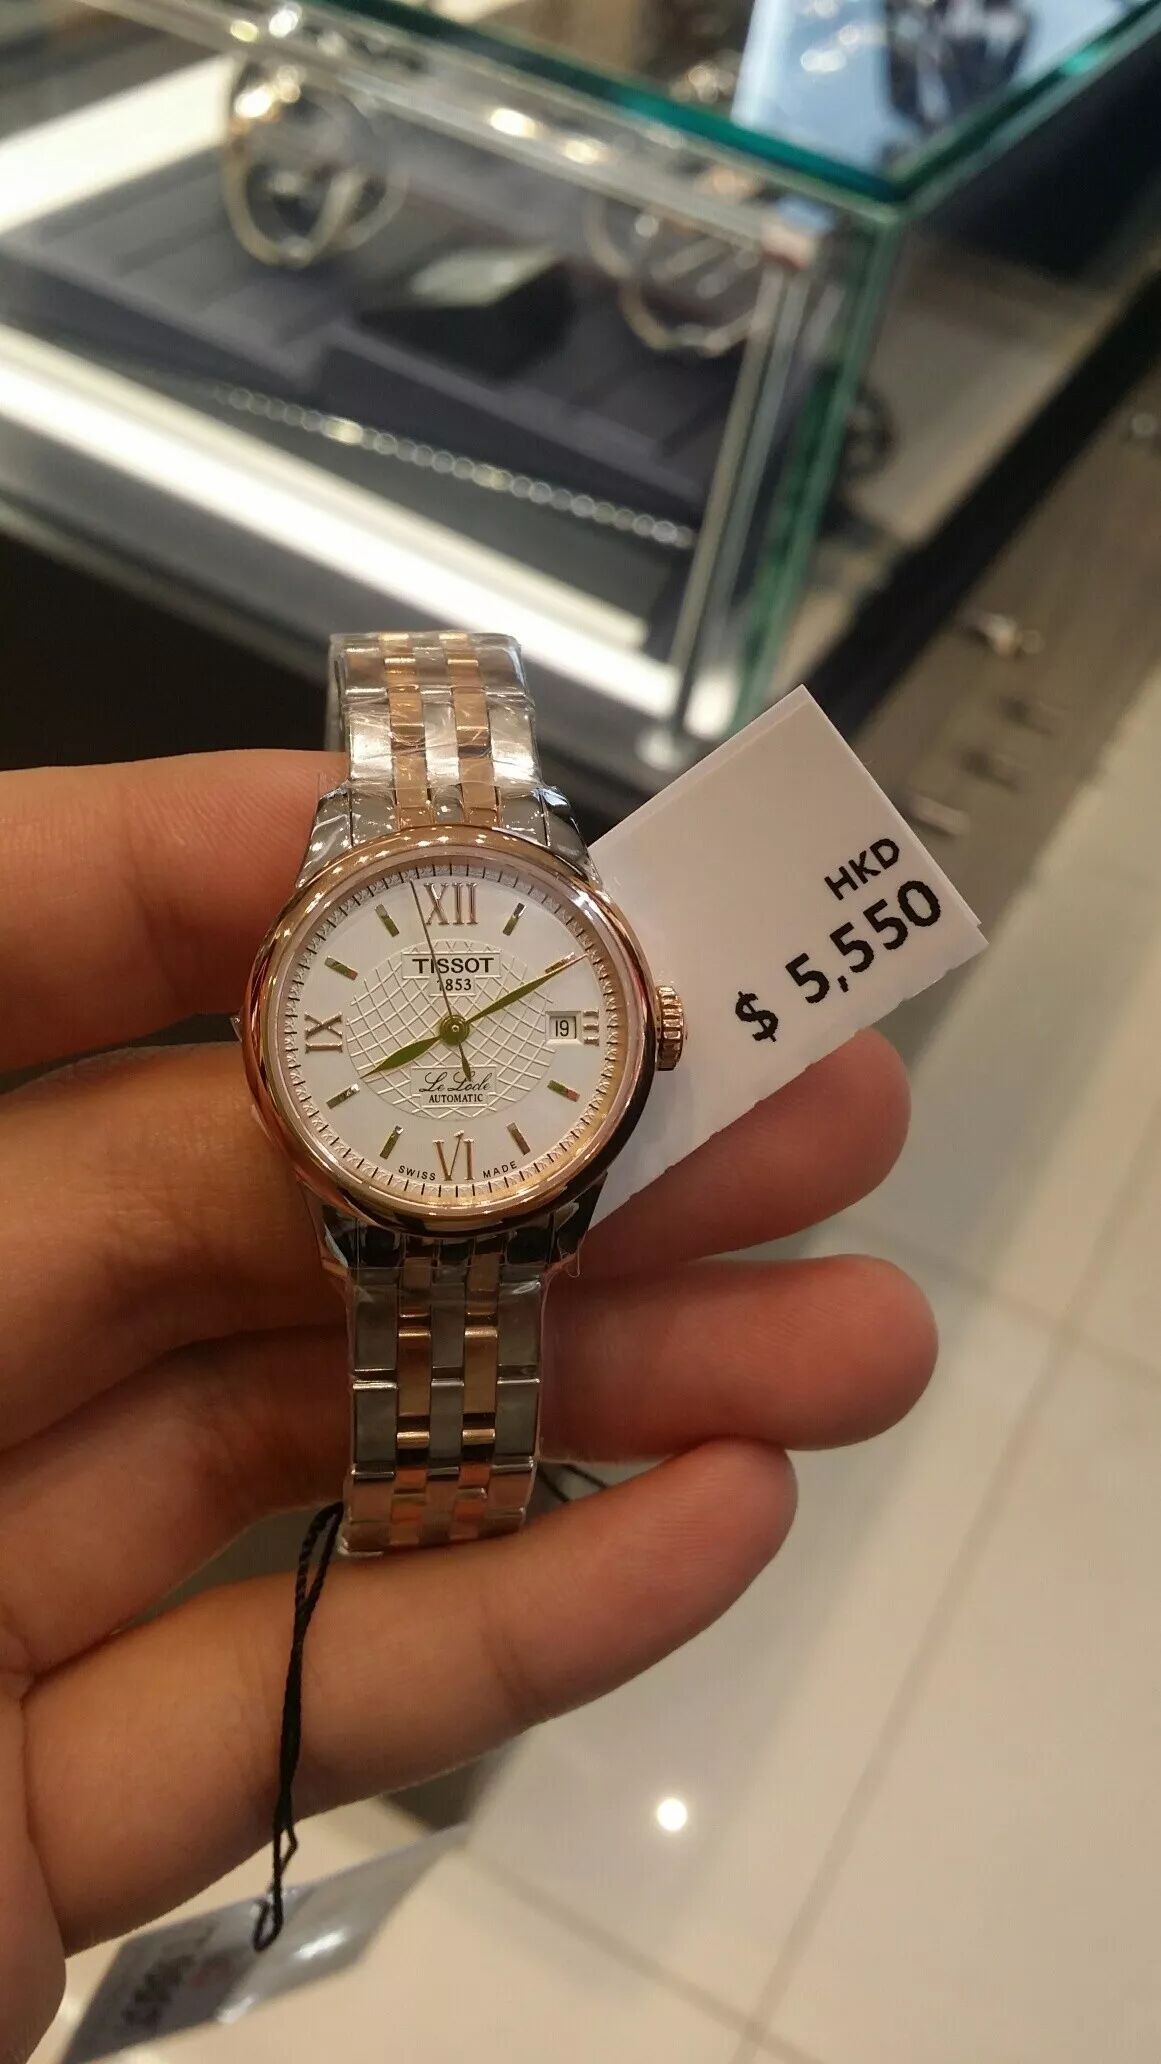 XII
TISSOT
1853
IX
19
III
Le Locle
AUTOMATIC
VI
SWISS MADE
HKD
$ 5,550